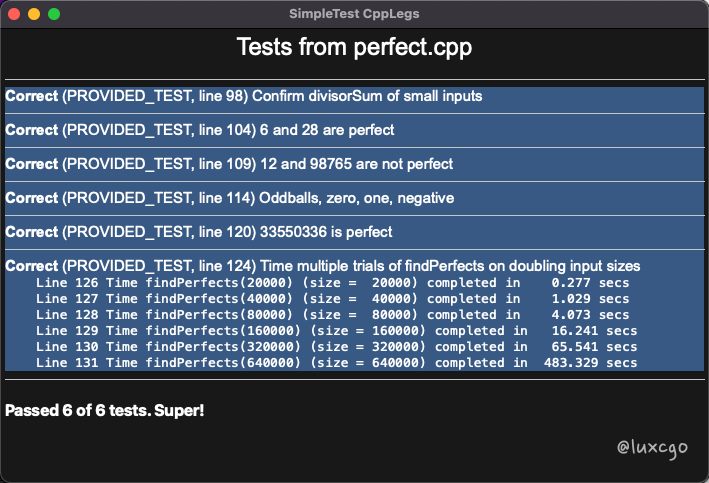 SimpleTest CppLegs
Tests from perfect.cpp
Correct (PROVIDED_TEST, line 98) Confirm divisorSum of small inputs
Correct (PROVIDED_TEST, line 104) 6 and 28 are perfect
Correct (PROVIDED_TEST, line 109) 12 and 98765 are not perfect
Correct (PROVIDED_TEST, line 114) Oddballs, zero, one, negative
Correct (PROVIDED_TEST, line 120) 33550336 is perfect
Correct (PROVIDED_TEST, line 124) Time multiple trials of findPerfects on doubling input sizes
Line 126 Time findPerfects(20000) (size =  20000) completed in    0.277 secs
Line 127 Time findPerfects(40000) (size =  40000) completed in    1.029 secs
Line 128 Time findPerfects(80000) (size =  80000) completed in    4.073 secs
Line 129 Time findPerfects(160000) (size = 160000) completed in   16.241 secs
Line 130 Time findPerfects(320000) (size = 320000) completed in   65.541 secs
Line 131 Time findPerfects(640000) (size = 640000) completed in  483.329 secs
Passed 6 of 6 tests. Super!
@luxcgo